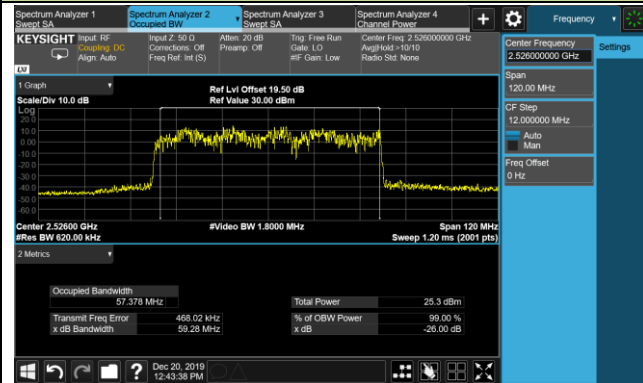 Spectrum Analyzer 1
Swept SA
Spectrum Analyzer 2
Occupied BW
Spectrum Analyzer 3
Swept SA
Spectrum Analyzer 4
Channel Power
Frequency
KEYSIGHT
Input: RF
Coupling: DC
Align: Auto
Input Z: 50 Ω
Corrections: Off
Freq Ref: Int (S)
Atten: 20 dB
Preamp: Off
Trig: Free Run
Gate: LO
#IF Gain: Low
Center Freq: 2.526000000 GHz
Avg|Hold:>10/10
Radio Std: None
LXI
Center Frequency
2.526000000 GHz
Settings
Span
120.00 MHz
CF Step
12.000000 MHz
Auto
Man
Freq Offset
0 Hz
1 Graph
Scale/Div 10.0 dB
Ref Lvl Offset 19.50 dB
Ref Value 30.00 dBm
Log
20.0
10.0
0.00
-10.0
-20.0
-30.0
-40.0
-50.0
-60.0
Center 2.52600 GHz
#Res BW 620.00 kHz
#Video BW 1.8000 MHz
Span 120 MHz
Sweep 1.20 ms (2001 pts)
2 Metrics
Occupied Bandwidth
57.378 MHz
Total Power
25.3 dBm
Transmit Freq Error
468.02 kHz
% of OBW Power
99.00 %
x dB Bandwidth
59.28 MHz
x dB
-26.00 dB
?
Dec 20, 2019
12:43:38 PM